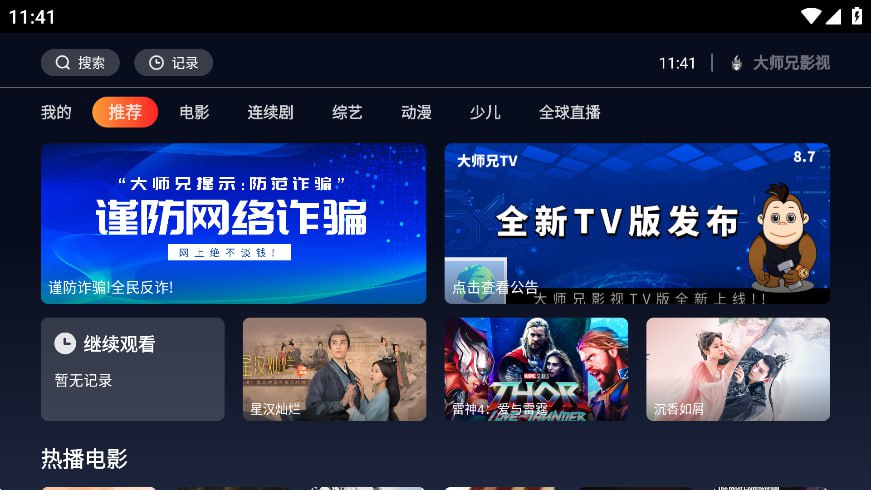 11:41
搜索
记录
11:41
大师兄影视
我的
推荐
电影
连续剧
综艺
动漫
少儿
全球直播
“大师兄提示:防范诈骗”
谨防网络诈骗
网上绝不谈钱!
谨防诈骗!全民反诈!
大师兄TV
8.7
全新TV版发布
点击查看公告
大师兄影视TV版全新上线!!
继续观看
暂无记录
星汉灿烂
星汉灿烂
MARVEL STUDIOS
THOR
LOVE AND THUNDER
雷神4：爱与雷霆
沉香如屑
热播电影